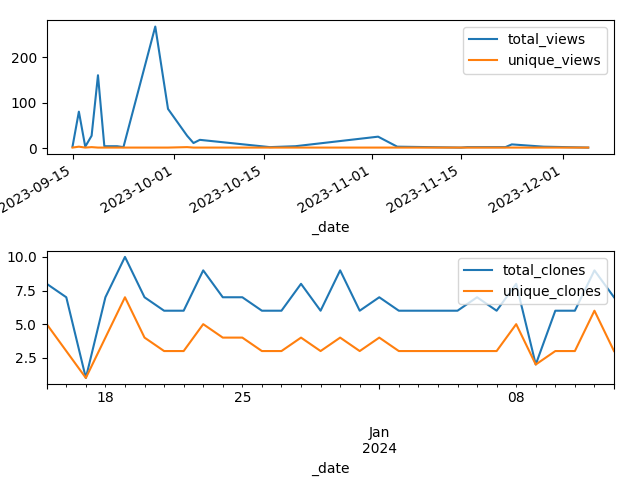 total_views
unique_views
200
100
0
2023-09-15
2023-10-01
2023-10-15
2023-11-01
2023-11-15
2023-12-01
_date
total_clones
unique_clones
10.0
7.5
5.0
2.5
18
25
08
Jan
2024
_date